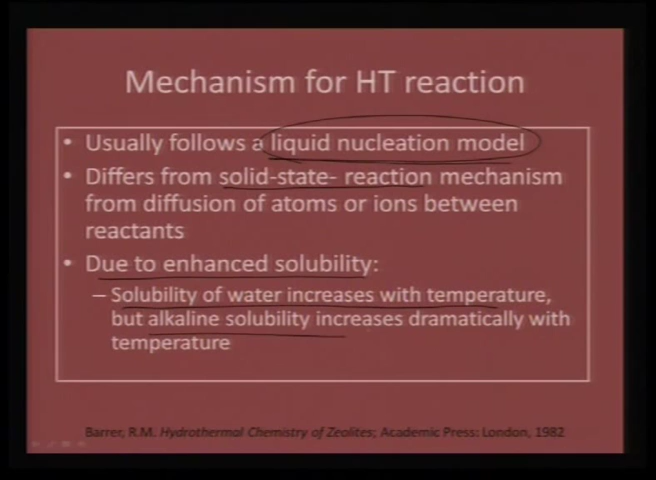 Mechanism for HT reaction
• Usually follows a liquid nucleation model
• Differs from solid-state- reaction mechanism
from diffusion of atoms or ions between
reactants
• Due to enhanced solubility:
– Solubility of water increases with temperature,
but alkaline solubility increases dramatically with
temperature
Barrer, R.M. Hydrothermal Chemistry of Zeolites; Academic Press: London, 1982